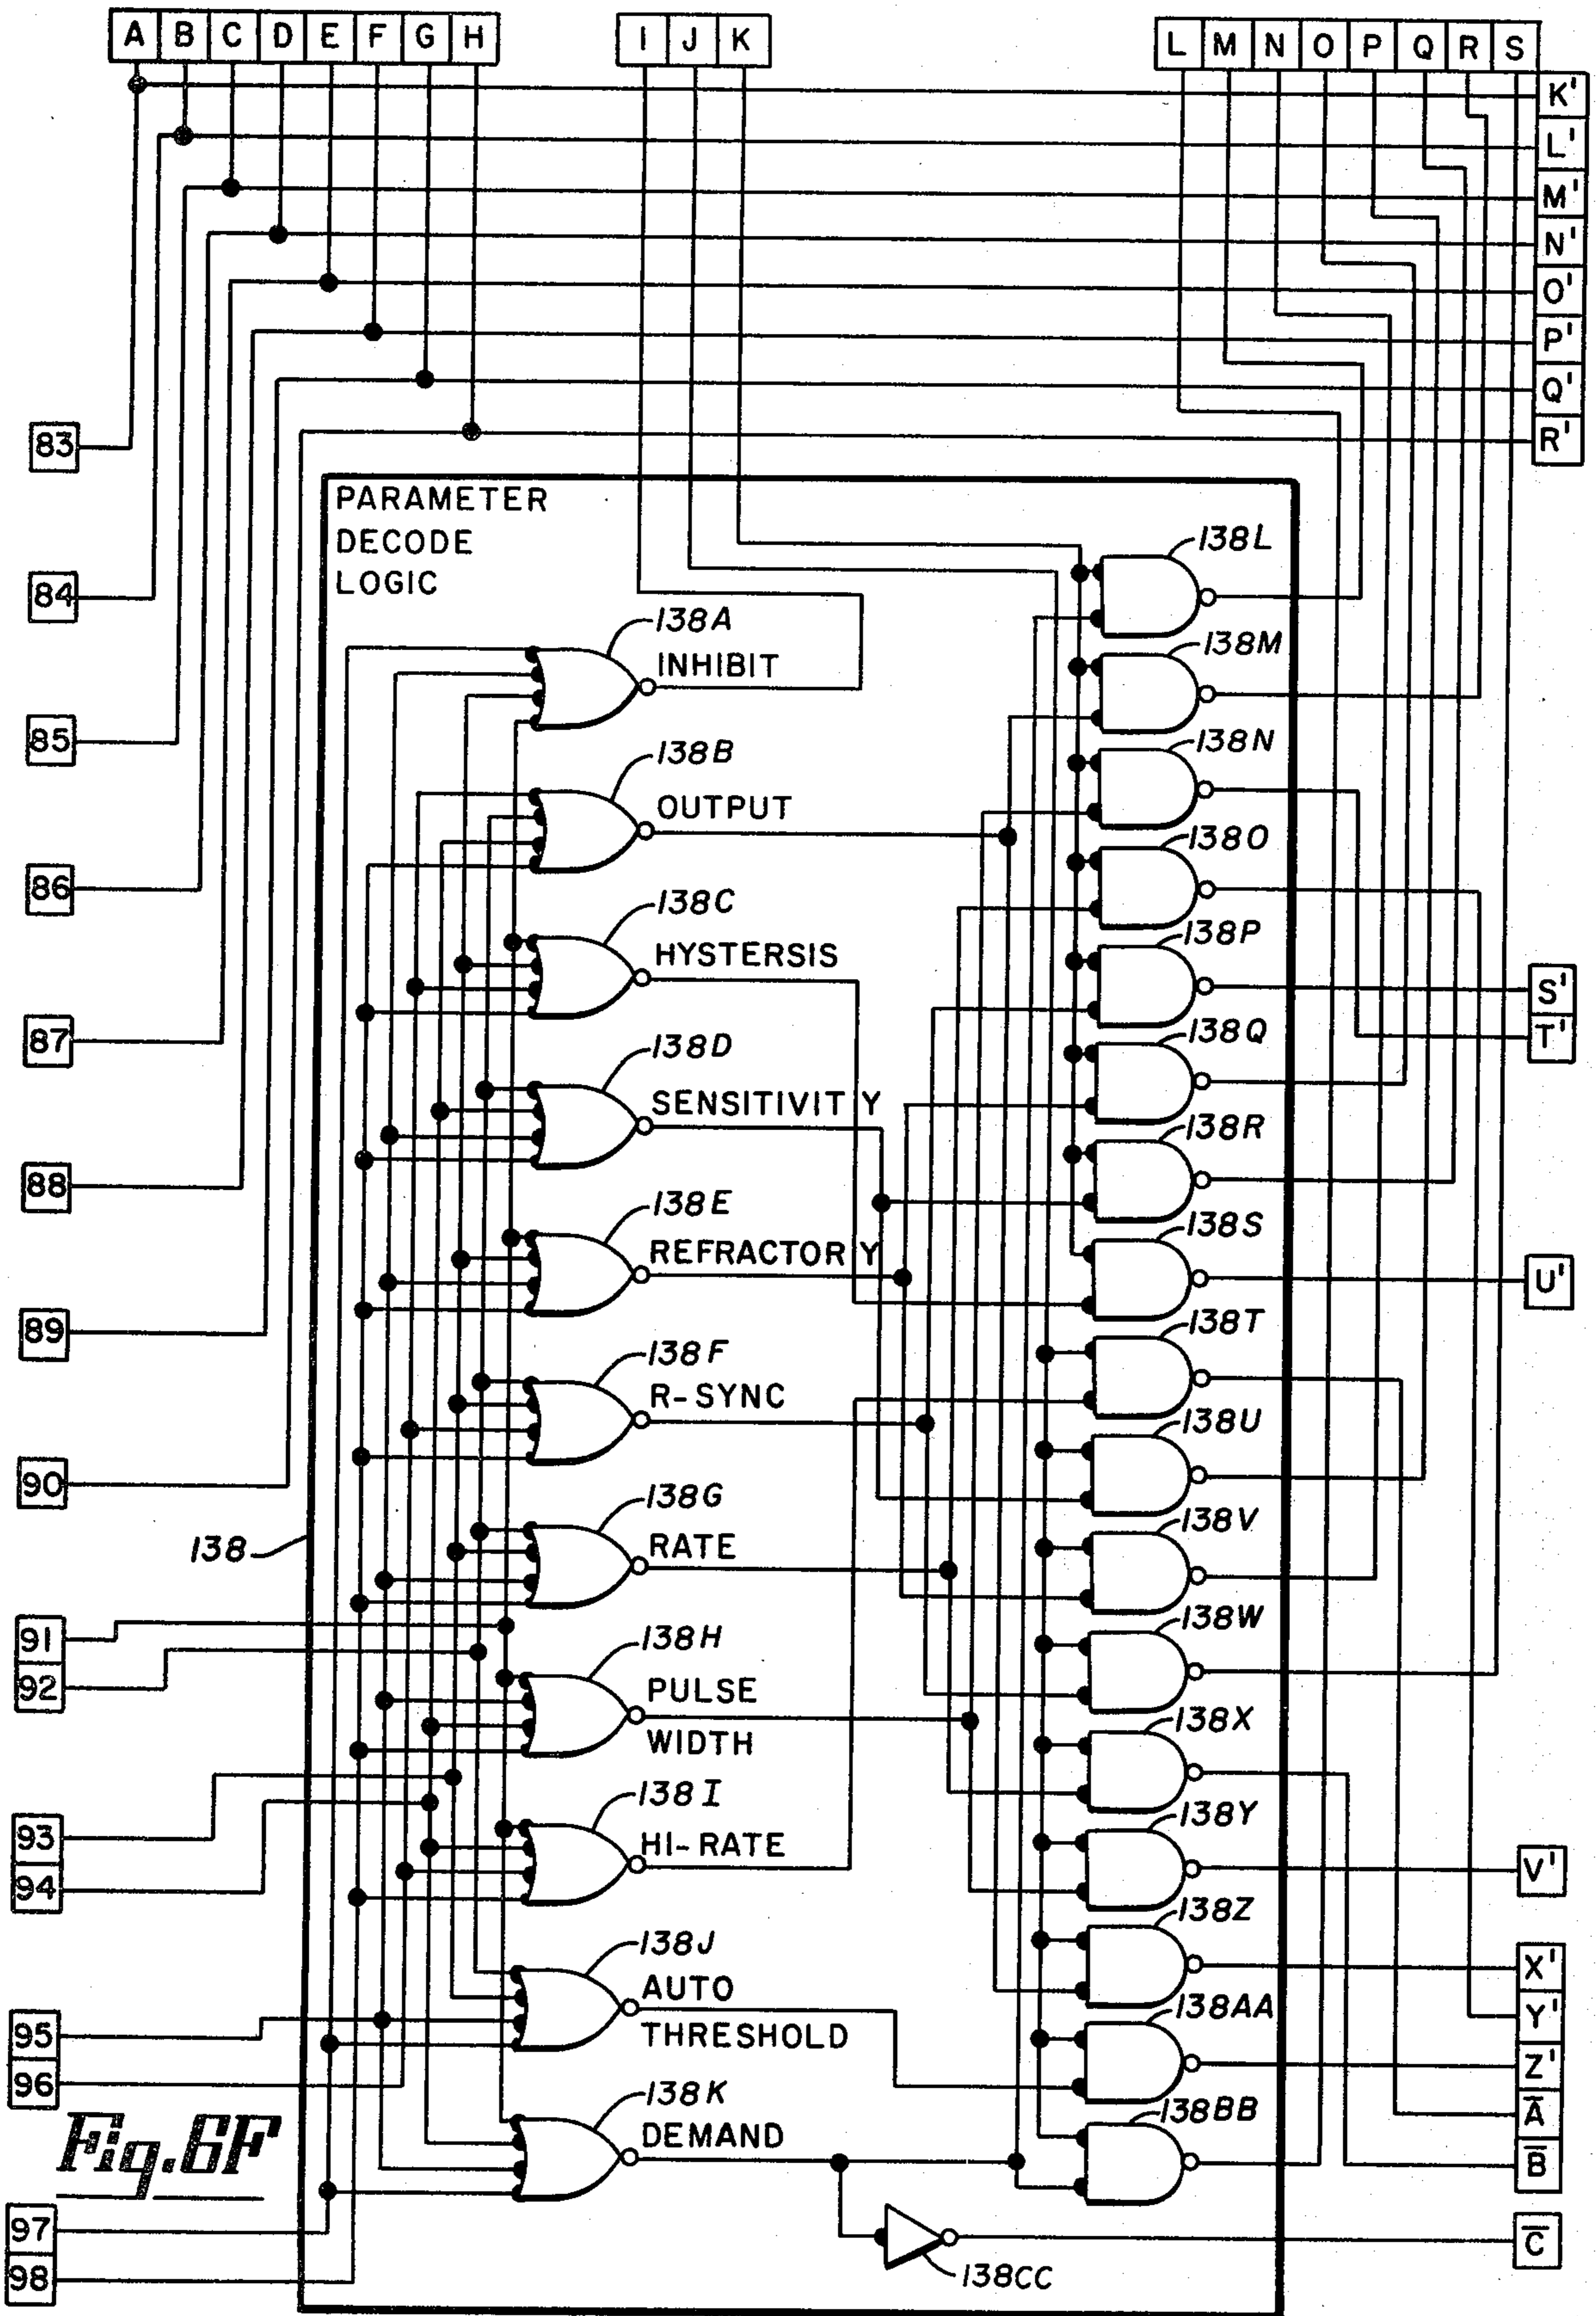 A B C D E F G H I J K L M N O P Q R S
K'
L'
M'
N'
O'
P'
Q'
R'
83
PARAMETER
DECODE
LOGIC
138L
84
138A
INHIBIT
138M
85
138B
OUTPUT
138N
138O
86
138C
HYSTERSIS
138P
S'
T'
87
138D
SENSITIVITY
138Q
138R
88
138E
REFRACTORY
138S
U'
89
138F
R-SYNC
138T
138U
90
138
138G
RATE
138V
91
92
138H
PULSE
WIDTH
138W
138X
93
94
138I
HI-RATE
138Y
V'
138Z
138J
AUTO
THRESHOLD
X'
Y'
138AA
Z'
95
96
138K
DEMAND
138BB
A̅
B̅
Fig.6F
97
98
138CC
C̅